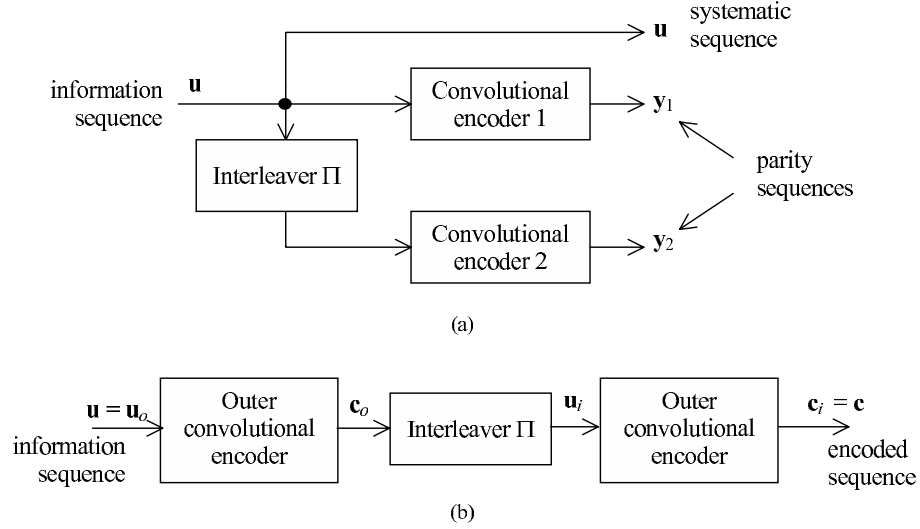 systematic
u sequence
u
information
sequence
Convolutional
encoder 1
y1
Interleaver Π
parity
sequences
Convolutional
encoder 2
y2
(a)
u = uo
information
sequence
Outer
convolutional
encoder
co
Interleaver Π
ui
Outer
convolutional
encoder
ci = c
encoded
sequence
(b)